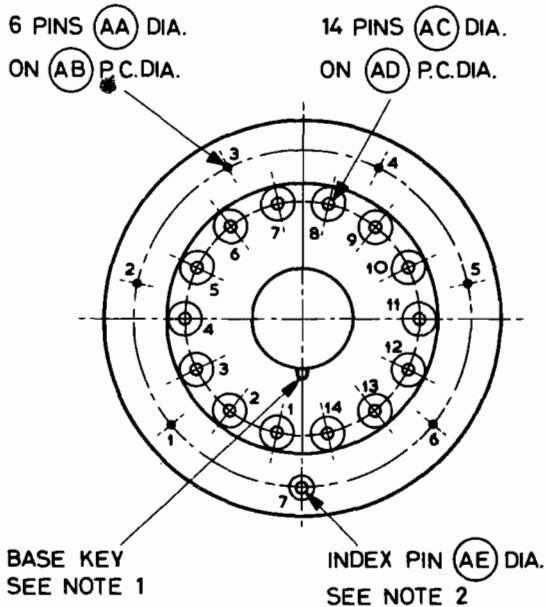 6 PINS AA DIA.
ON AB P.C.DIA.
14 PINS AC DIA.
ON AD P.C.DIA.
3
4
7
8
6
9
5
10
2
5
4
11
3
12
2
13
1
14
1
6
7
BASE KEY
SEE NOTE 1
INDEX PIN AE DIA.
SEE NOTE 2